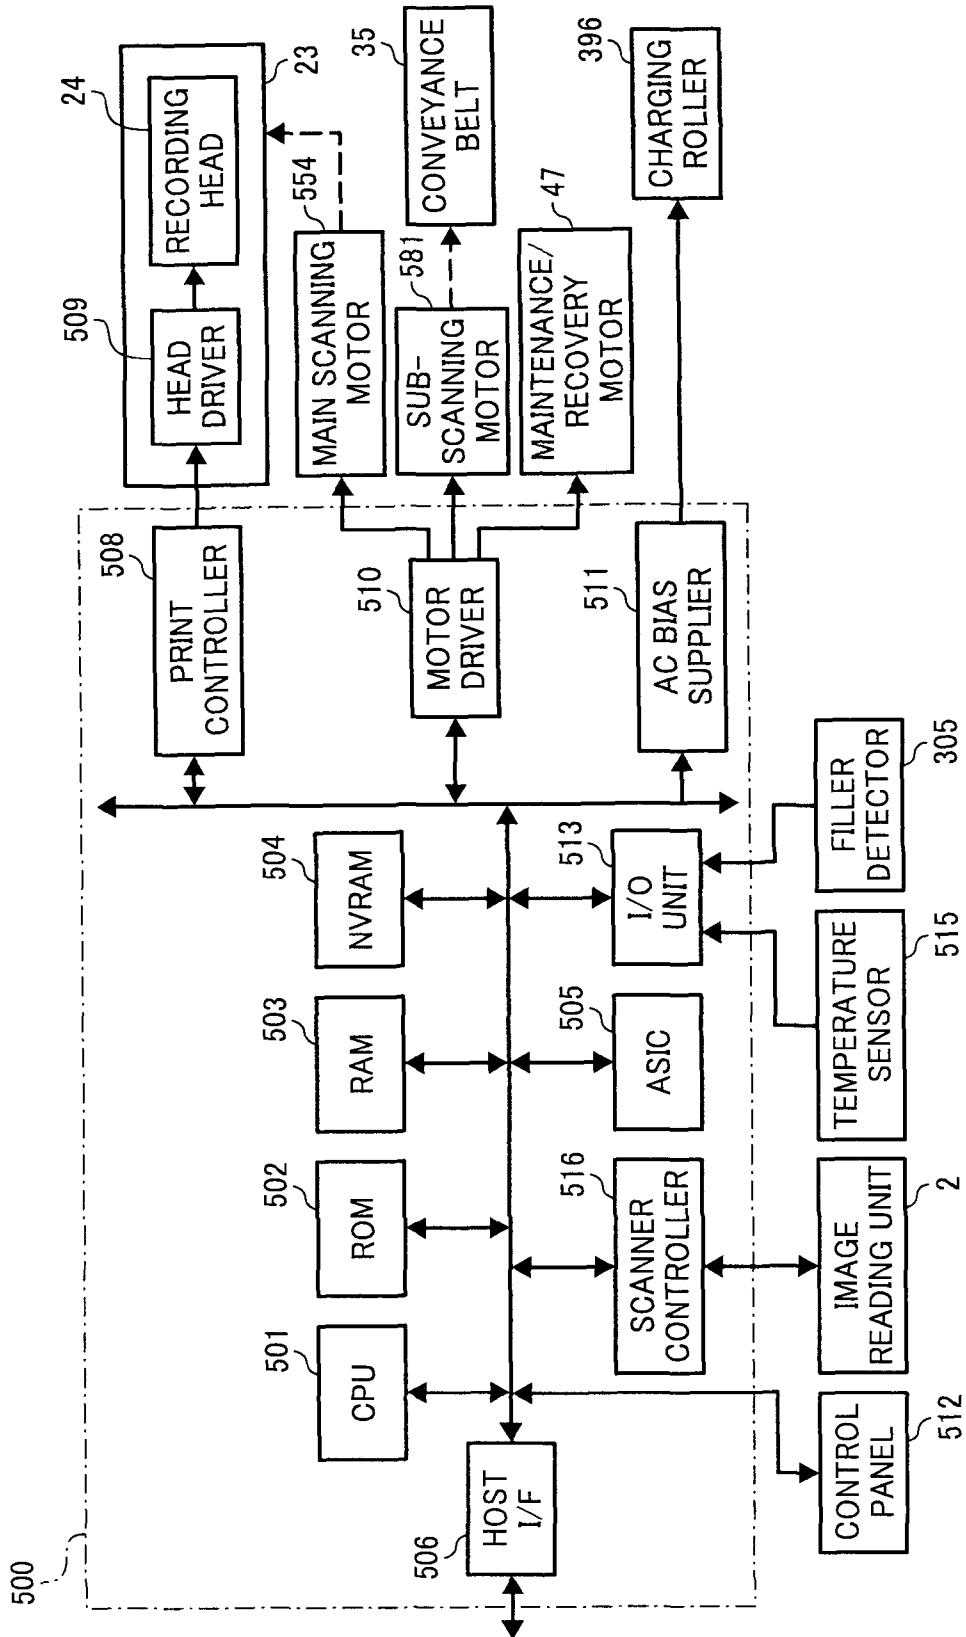 500
506
HOST
I/F
501
CPU
502
ROM
503
RAM
504
NVRAM
516
SCANNER
CONTROLLER
505
ASIC
513
I/O
UNIT
CONTROL
PANEL
512
IMAGE
READING UNIT
2
TEMPERATURE
SENSOR
515
FILLER
DETECTOR
305
508
PRINT
CONTROLLER
510
MOTOR
DRIVER
511
AC BIAS
SUPPLIER
509
HEAD
DRIVER
24
RECORDING
HEAD
23
MAIN SCANNING
MOTOR
554
SUB-
SCANNING
MOTOR
581
35
CONVEYANCE
BELT
MAINTENANCE/
RECOVERY
MOTOR
47
396
CHARGING
ROLLER